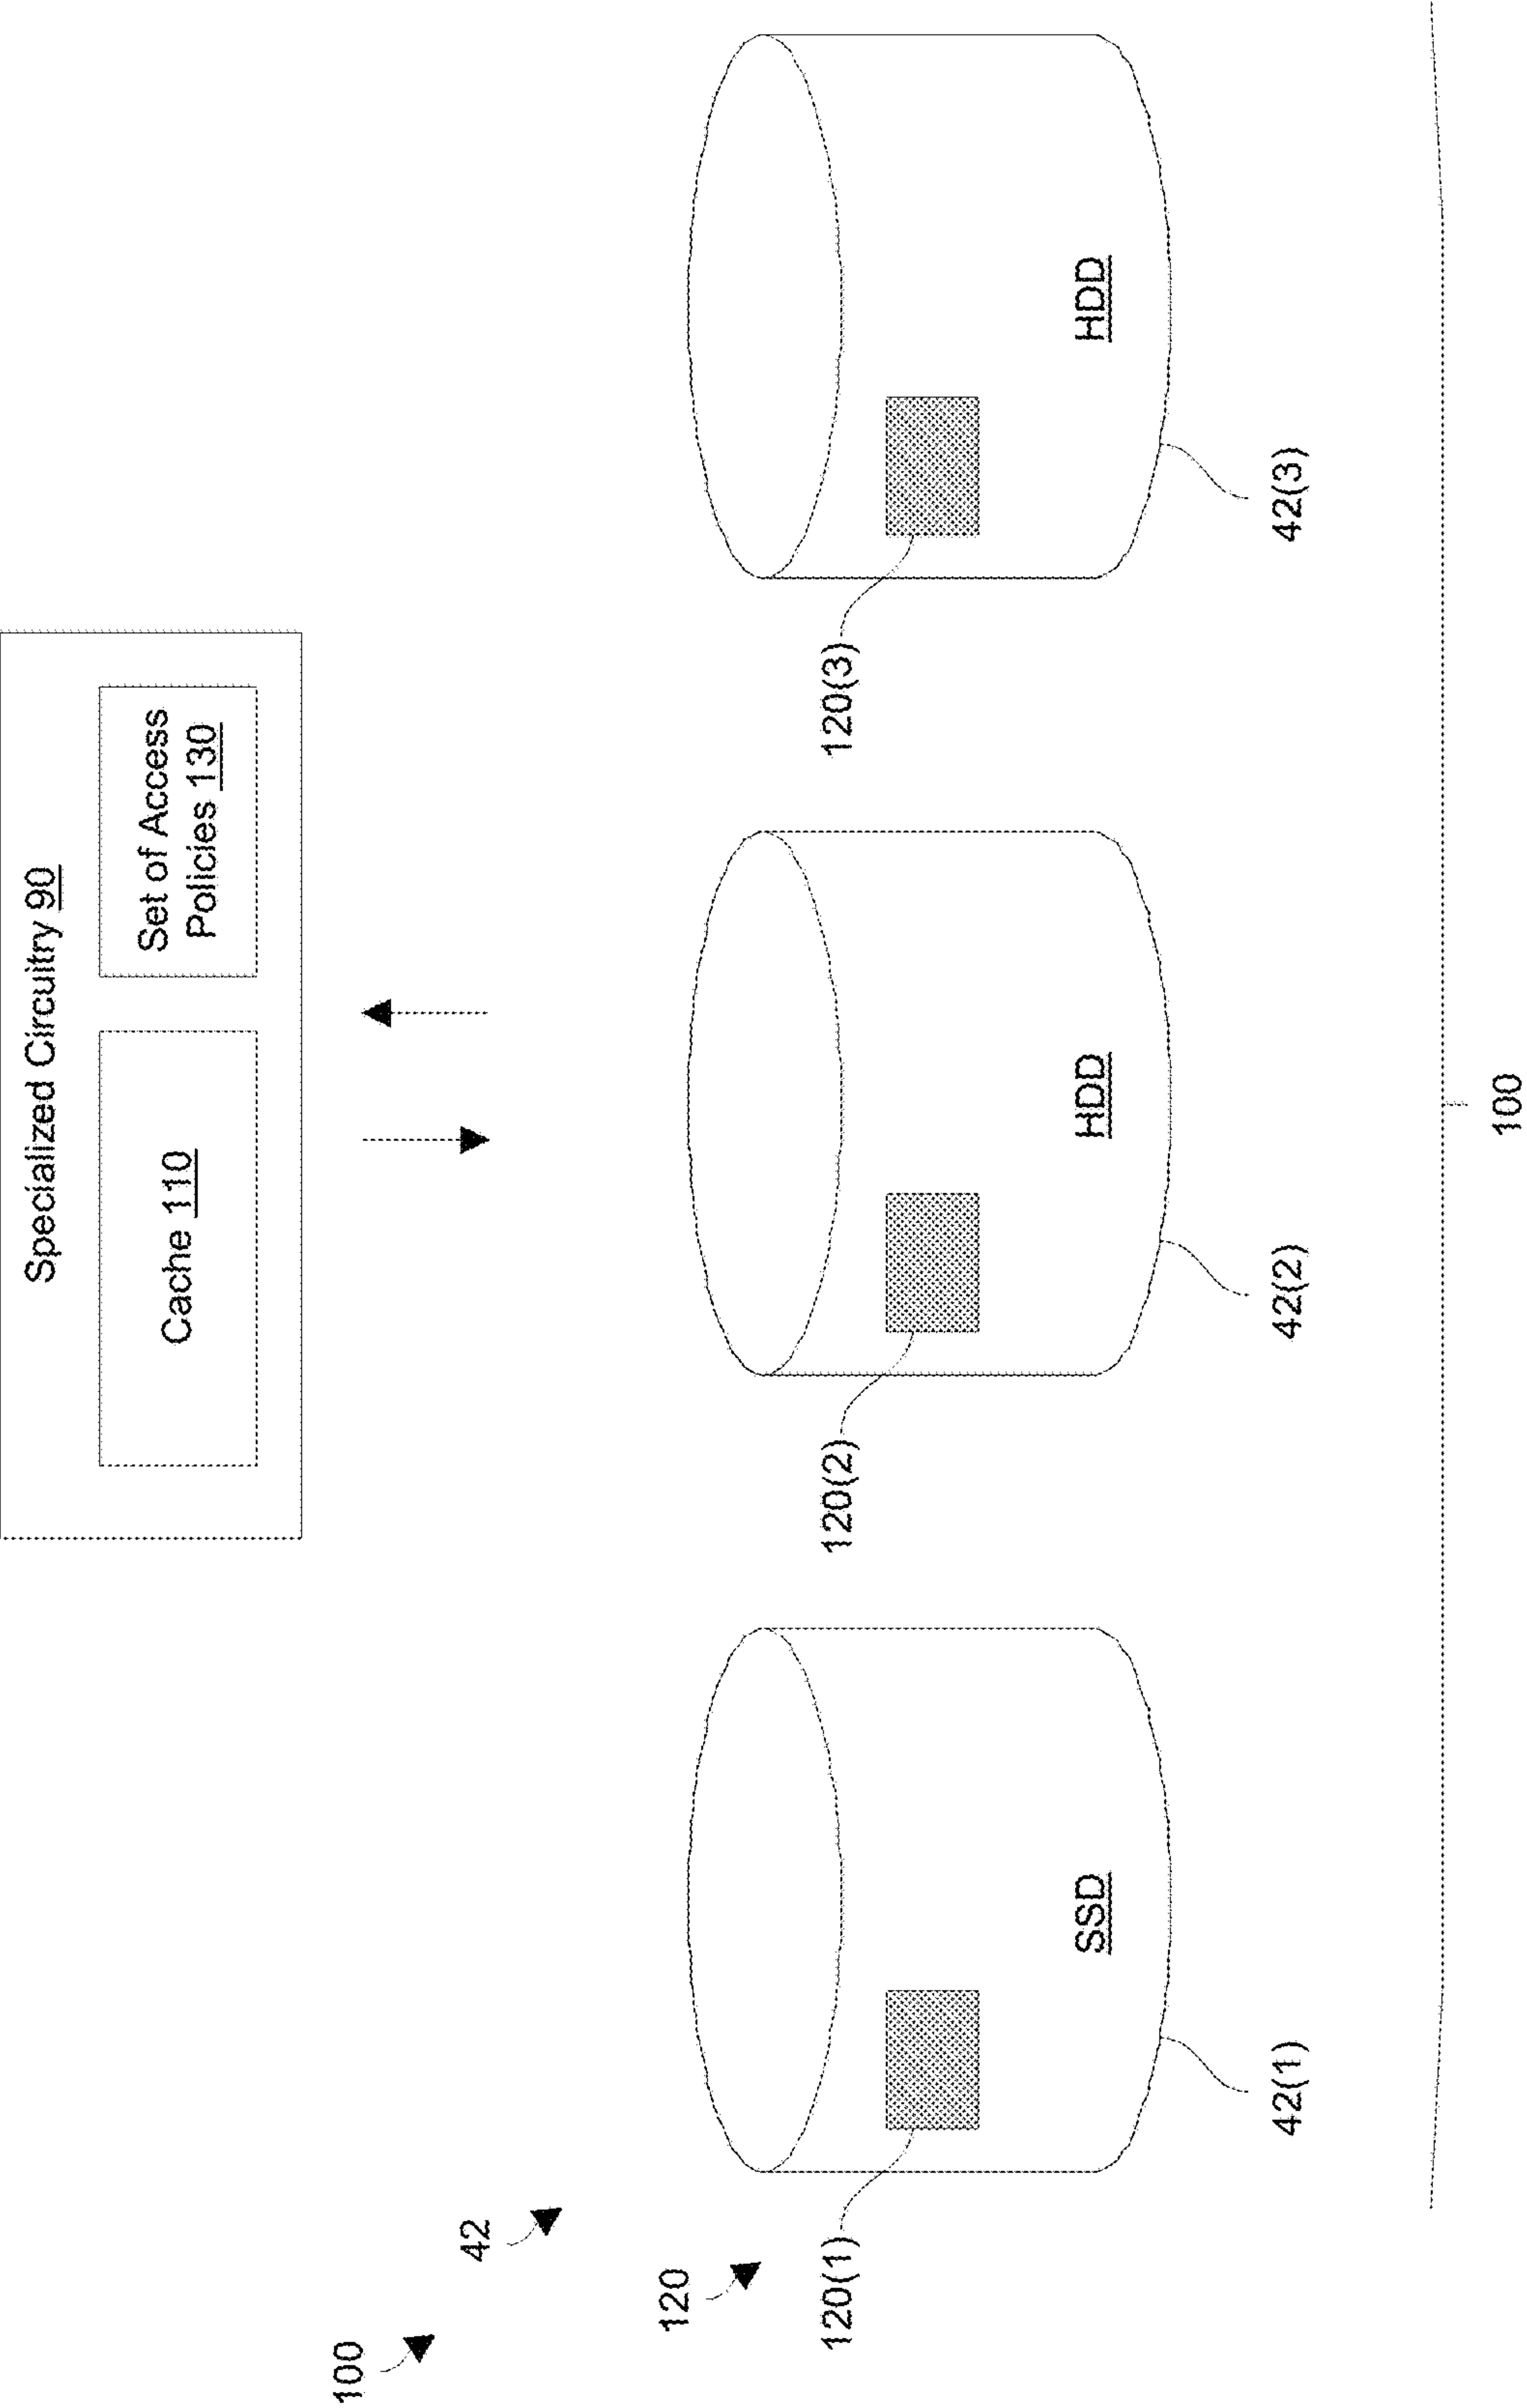 Specialized Circuitry 90
Cache 110
Set of Access
Policies 130
100
42
120
120(1)
120(2)
120(3)
SSD
HDD
HDD
42(1)
42(2)
42(3)
100